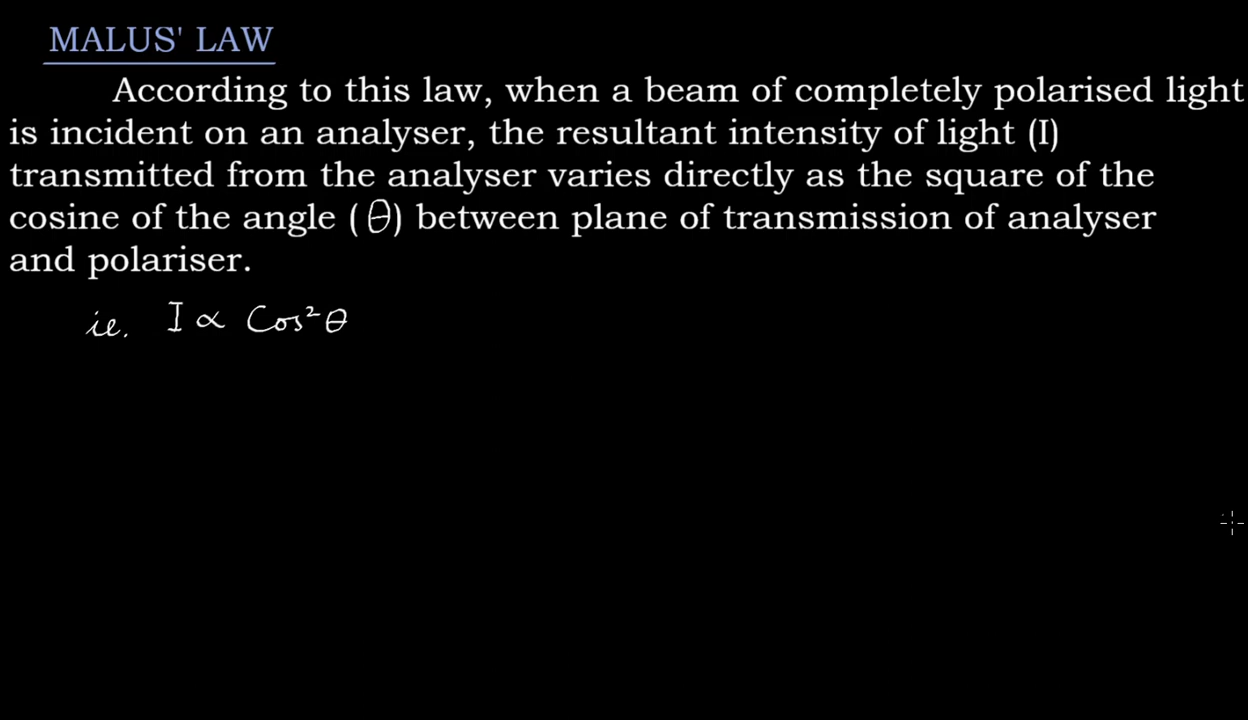 MALUS' LAW
According to this law, when a beam of completely polarised light
is incident on an analyser, the resultant intensity of light (I)
transmitted from the analyser varies directly as the square of the
cosine of the angle (θ) between plane of transmission of analyser
and polariser.
ie. I ∝ Cos²θ